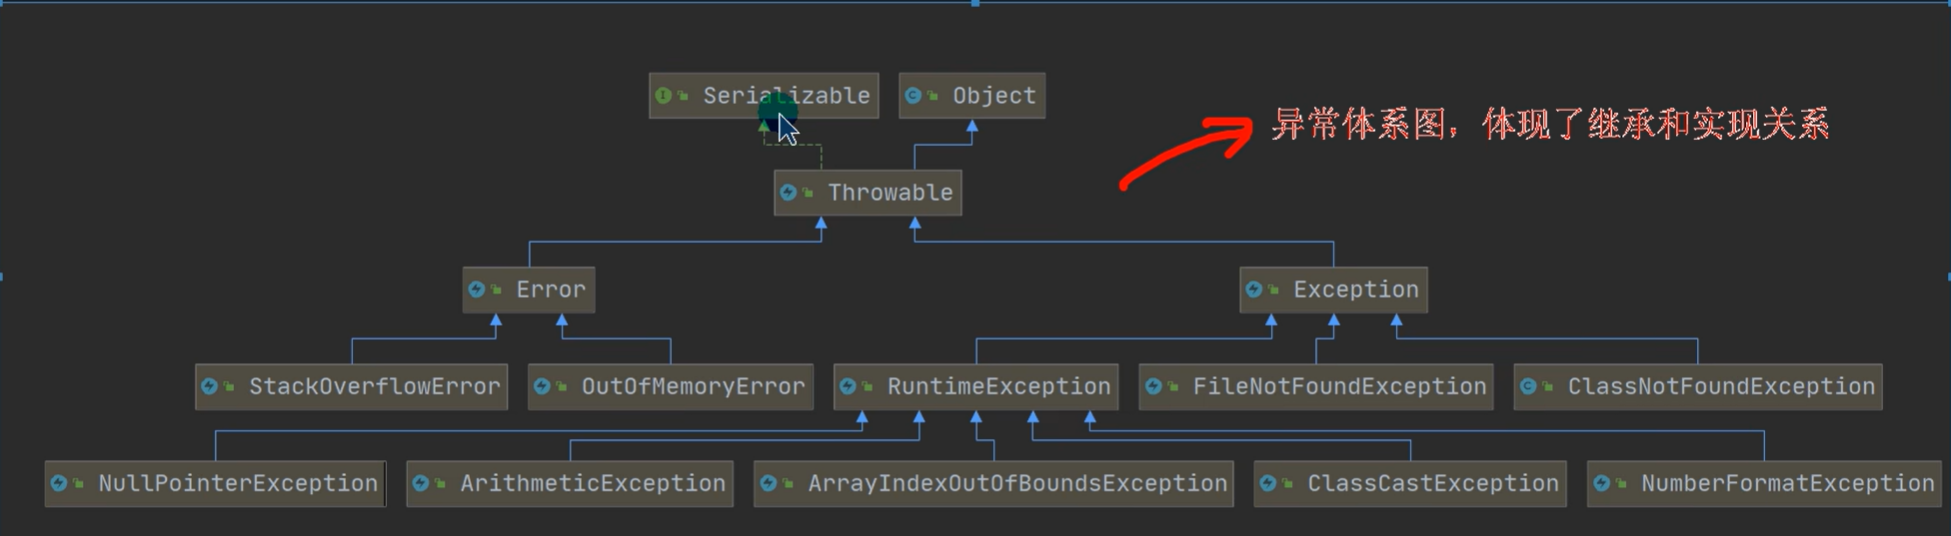 Serializable
Object
异常体系图，体现了继承和实现关系
Throwable
Error
Exception
StackOverflowError
OutOfMemoryError
RuntimeException
FileNotFoundException
ClassNotFoundException
NullPointerException
ArithmeticException
ArrayIndexOutOfBoundsException
ClassCastException
NumberFormatException